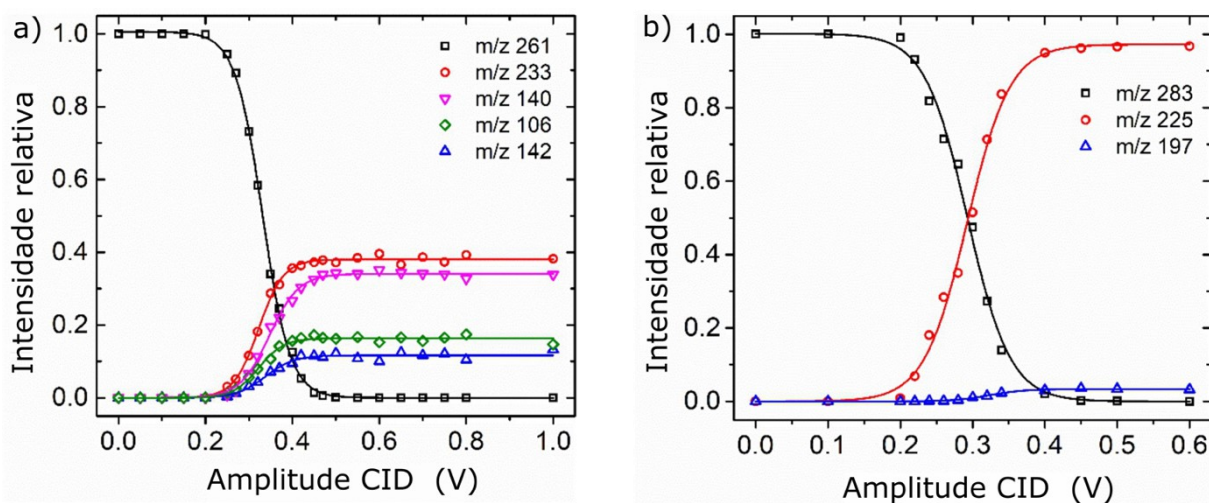 a)
Intensidade relativa
1.0
0.8
0.6
0.4
0.2
0.0
m/z 261
m/z 233
m/z 140
m/z 106
m/z 142
0.0 0.2 0.4 0.6 0.8 1.0
Amplitude CID (V)
b)
Intensidade relativa
1.0
0.8
0.6
0.4
0.2
0.0
m/z 283
m/z 225
m/z 197
0.0 0.1 0.2 0.3 0.4 0.5 0.6
Amplitude CID (V)